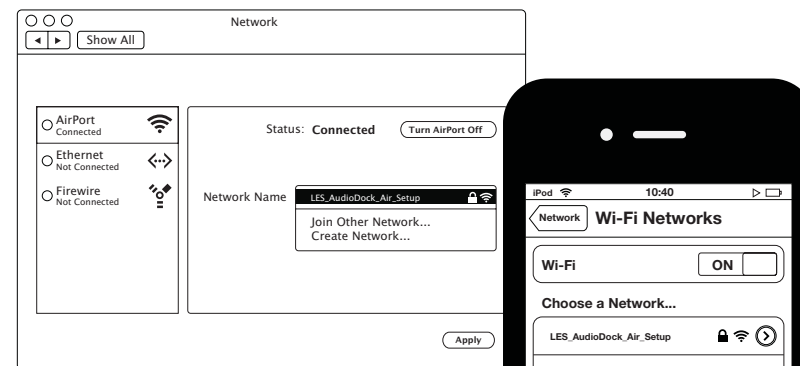 Network
Show All
AirPort
Connected
Ethernet
Not Connected
Firewire
Not Connected
Status: Connected
Turn AirPort Off
Network Name
LES_AudioDock_Air_Setup
Join Other Network...
Create Network...
Apply
iPod 10:40
Network Wi-Fi Networks
Wi-Fi ON
Choose a Network...
LES_AudioDock_Air_Setup